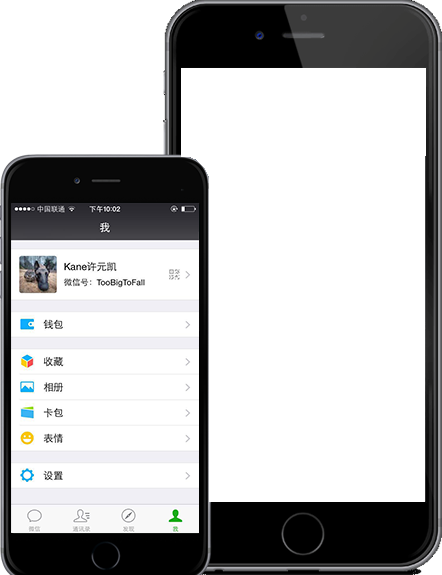 中国联通 下午10:02
我
Kane许元凯
微信号：TooBigToFall
钱包
收藏
相册
卡包
表情
设置
微信 通讯录 发现 我